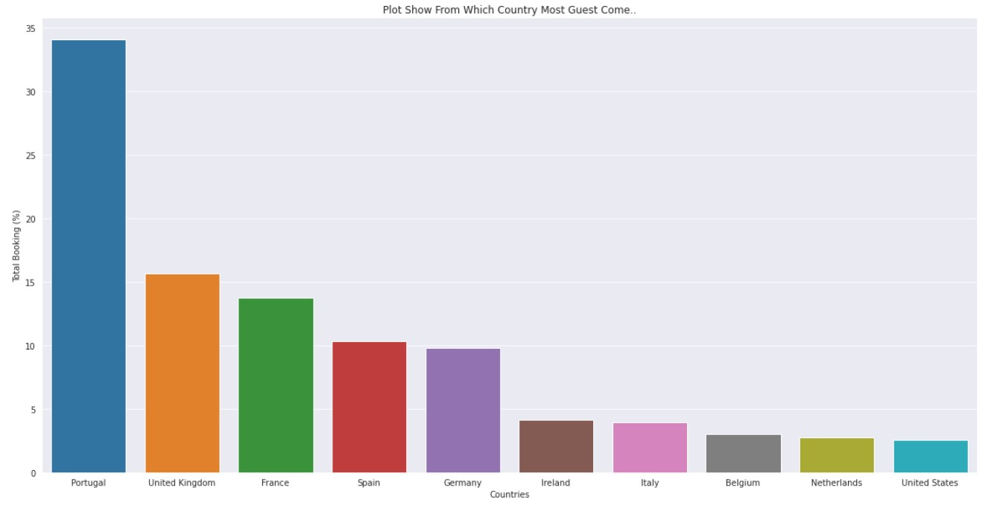 Plot Show From Which Country Most Guest Come..
35
30
25
20
15
10
5
0
Total Booking (%)
Portugal United Kingdom France Spain Germany Ireland Italy Belgium Netherlands United States
Countries